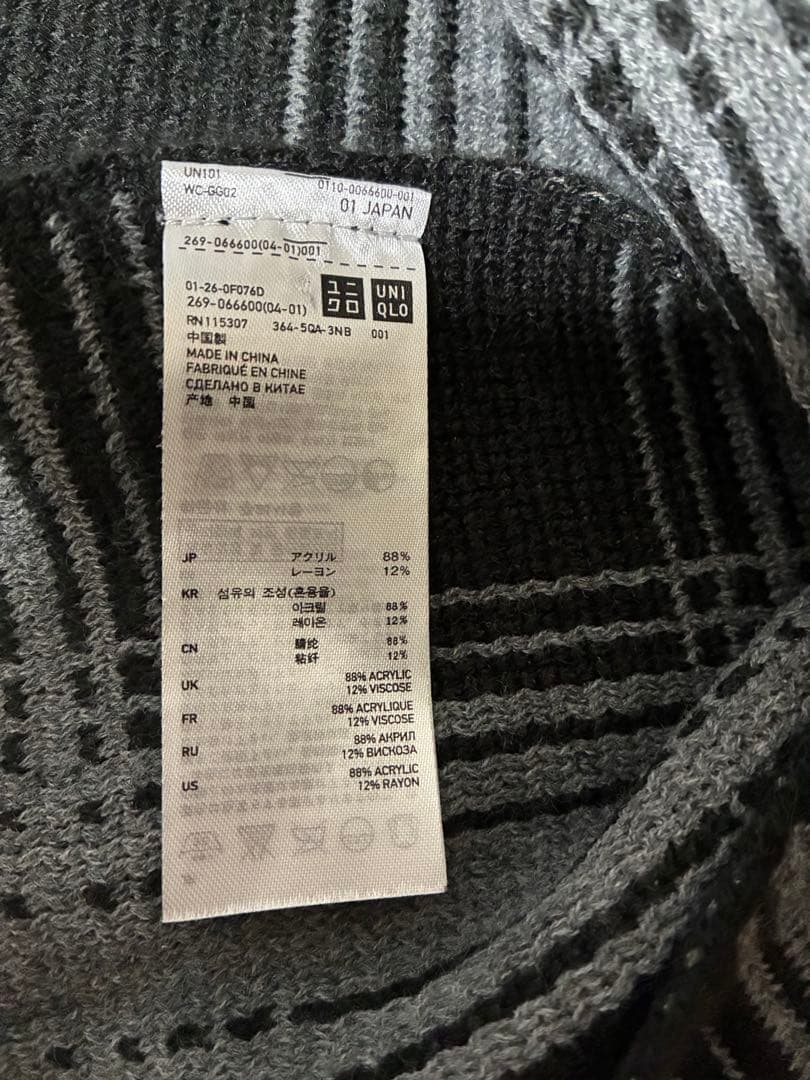 UN101
WC-GG02
0110-0066600-001
01 JAPAN
269-066600(04-01)001
01-26-0F076D
269-066600(04-01)
ユニ
クロ
UNI
QLO
RN115307 364-5QA-3NB 001
中国製
MADE IN CHINA
FABRIQUÉ EN CHINE
СДЕЛАНО В КИТАЕ
产地 中国
JP アクリル 88%
レーヨン 12%
KR 섬유의 조성(혼용율)
아크릴 88%
레이온 12%
CN 腈纶 88%
粘纤 12%
UK 88% ACRYLIC
12% VISCOSE
FR 88% ACRYLIQUE
12% VISCOSE
RU 88% АКРИЛ
12% ВИСКОЗА
US 88% ACRYLIC
12% RAYON